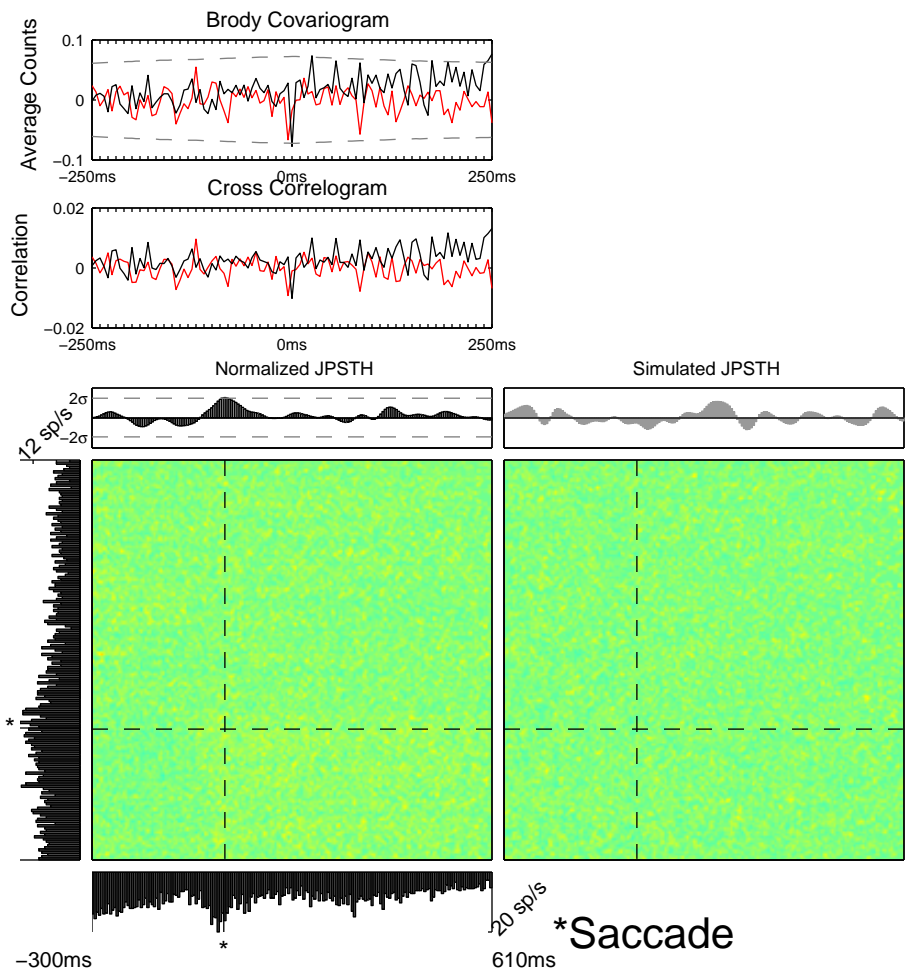 Brody Covariogram
Average Counts
0.1
0
−0.1
−250ms
0ms
250ms
Cross Correlogram
Correlation
0.02
0
−0.02
−250ms
0ms
250ms
Normalized JPSTH
Simulated JPSTH
2σ
−2σ
12 sp/s
*
*
20 sp/s
*Saccade
−300ms
610ms